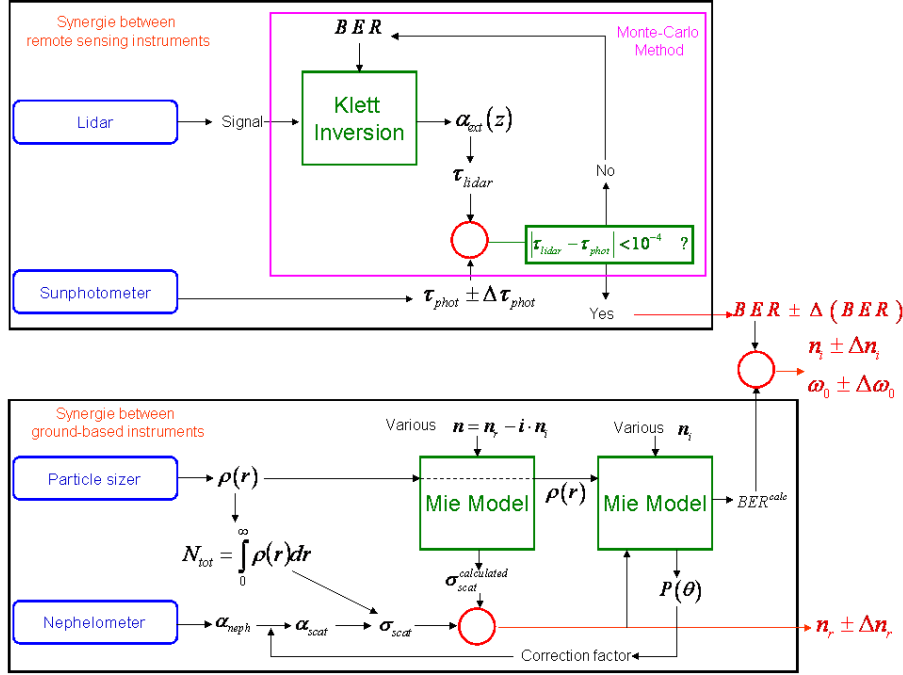 Synergie between
remote sensing instruments
BER
Monte-Carlo
Method
Lidar
Signal
Klett
Inversion
α_ext(z)
No
τ_lidar
|τ_lidar − τ_phot| < 10⁻⁴ ?
Sunphotometer
τ_phot ± Δτ_phot
Yes
BER ± Δ(BER)
n_i ± Δn_i
ω_0 ± Δω_0
Synergie between
ground-based instruments
Various n = n_r − i · n_i
Various n_i
Particle sizer
ρ(r)
Mie Model
ρ(r)
Mie Model
BER^calc
N_tot = ∫_0^∞ ρ(r)dr
σ_scat^calculated
P(θ)
Nephelometer
α_neph
α_scat
σ_scat
n_r ± Δn_r
Correction factor